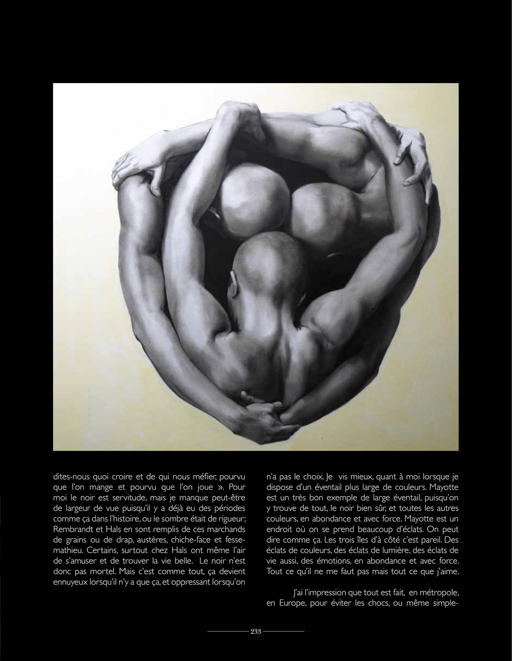 dites-nous quoi croire et de qui nous méfier, pourvu
que l'on mange et pourvu que l'on joue ». Pour
moi le noir est servitude, mais je manque peut-être
de largeur de vue puisqu'il y a déjà eu des périodes
comme ça dans l'histoire, ou le sombre était de rigueur;
Rembrandt et Hals en sont remplis de ces marchands
de grains ou de drap, austères, chiche-face et fesse-
mathieu. Certains, surtout chez Hals ont même l'air
de s'amuser et de trouver la vie belle. Le noir n'est
donc pas mortel. Mais c'est comme tout, ça devient
ennuyeux lorsqu'il n'y a que ça, et oppressant lorsqu'on
n'a pas le choix. Je vis mieux, quant à moi lorsque je
dispose d'un éventail plus large de couleurs. Mayotte
est un très bon exemple de large éventail, puisqu'on
y trouve de tout, le noir bien sûr, et toutes les autres
couleurs, en abondance et avec force. Mayotte est un
endroit où on se prend beaucoup d'éclats. On peut
dire comme ça. Les trois îles d'à côté c'est pareil. Des
éclats de couleurs, des éclats de lumière, des éclats de
vie aussi, des émotions, en abondance et avec force.
Tout ce qu'il ne me faut pas mais tout ce que j'aime.
J'ai l'impression que tout est fait, en métropole,
en Europe, pour éviter les chocs, ou même simple-
233